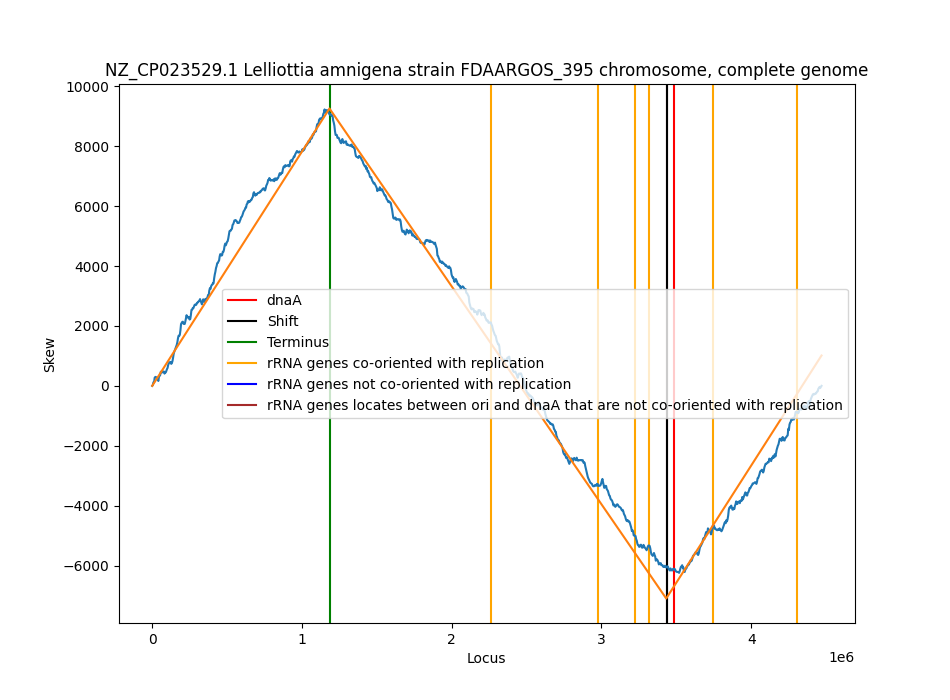 NZ_CP023529.1 Lelliottia amnigena strain FDAARGOS_395 chromosome, complete genome
10000
8000
6000
4000
2000
0
−2000
−4000
−6000
Skew
dnaA
Shift
Terminus
rRNA genes co-oriented with replication
rRNA genes not co-oriented with replication
rRNA genes locates between ori and dnaA that are not co-oriented with replication
0 1 2 3 4
1e6
Locus